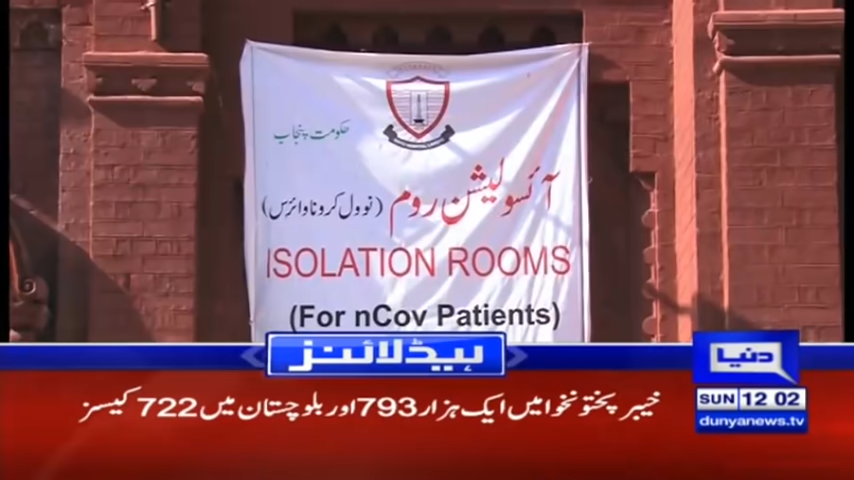 حکومت پنجاب
آئسولیشن روم (نوول کرونا وائرس)
ISOLATION ROOMS
(For nCov Patients)
ہیڈلائنز
دنیا
خیبر پختونخوا میں ایک ہزار 793 اور بلوچستان میں 722 کیسز
SUN 12 02
dunyanews.tv